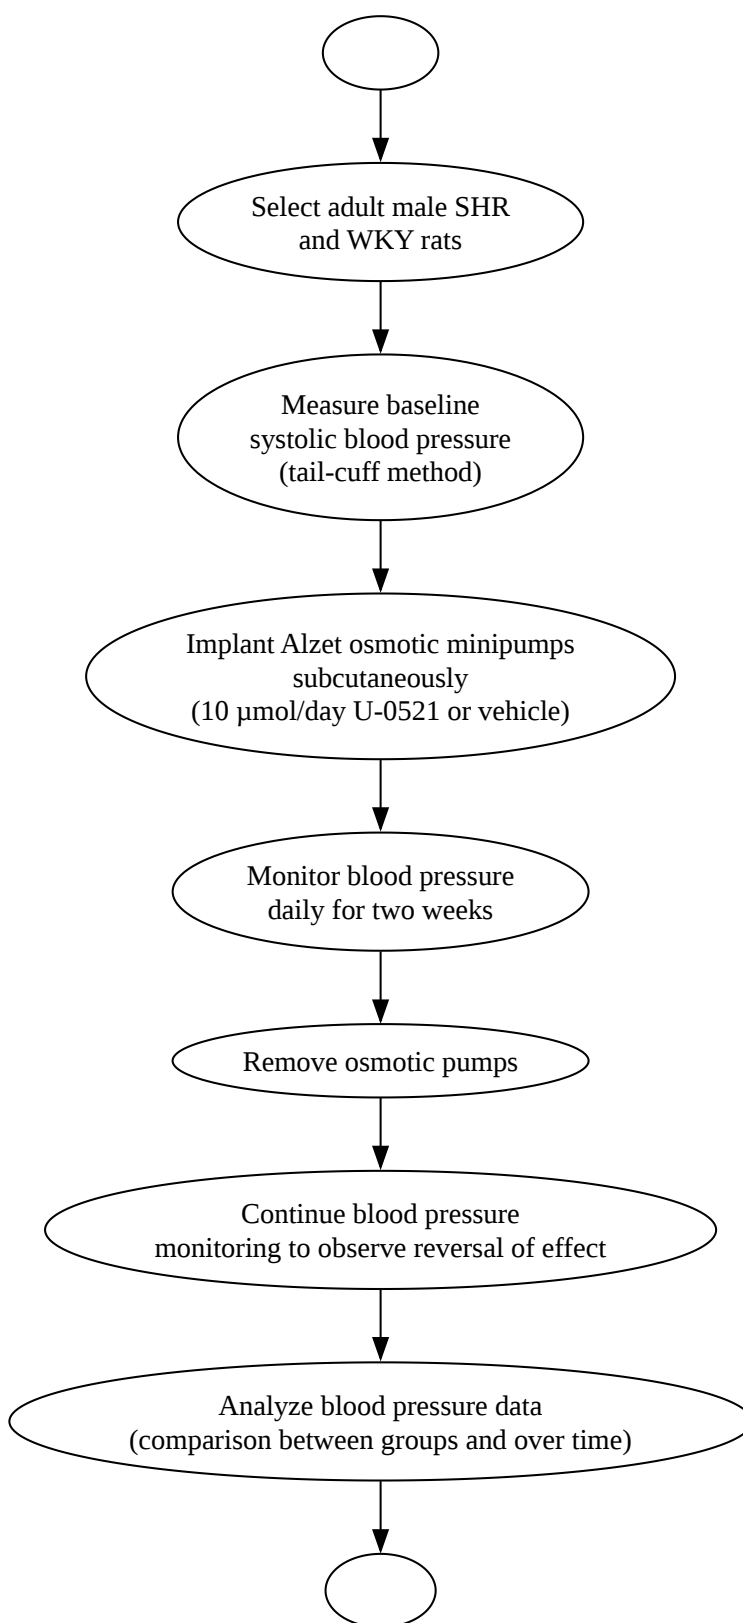 Select adult male SHR
and WKY rats
Measure baseline
systolic blood pressure
(tail-cuff method)
Implant Alzet osmotic minipumps
subcutaneously
(10 µmol/day U-0521 or vehicle)
Monitor blood pressure
daily for two weeks
Remove osmotic pumps
Continue blood pressure
monitoring to observe reversal of effect
Analyze blood pressure data
(comparison between groups and over time)